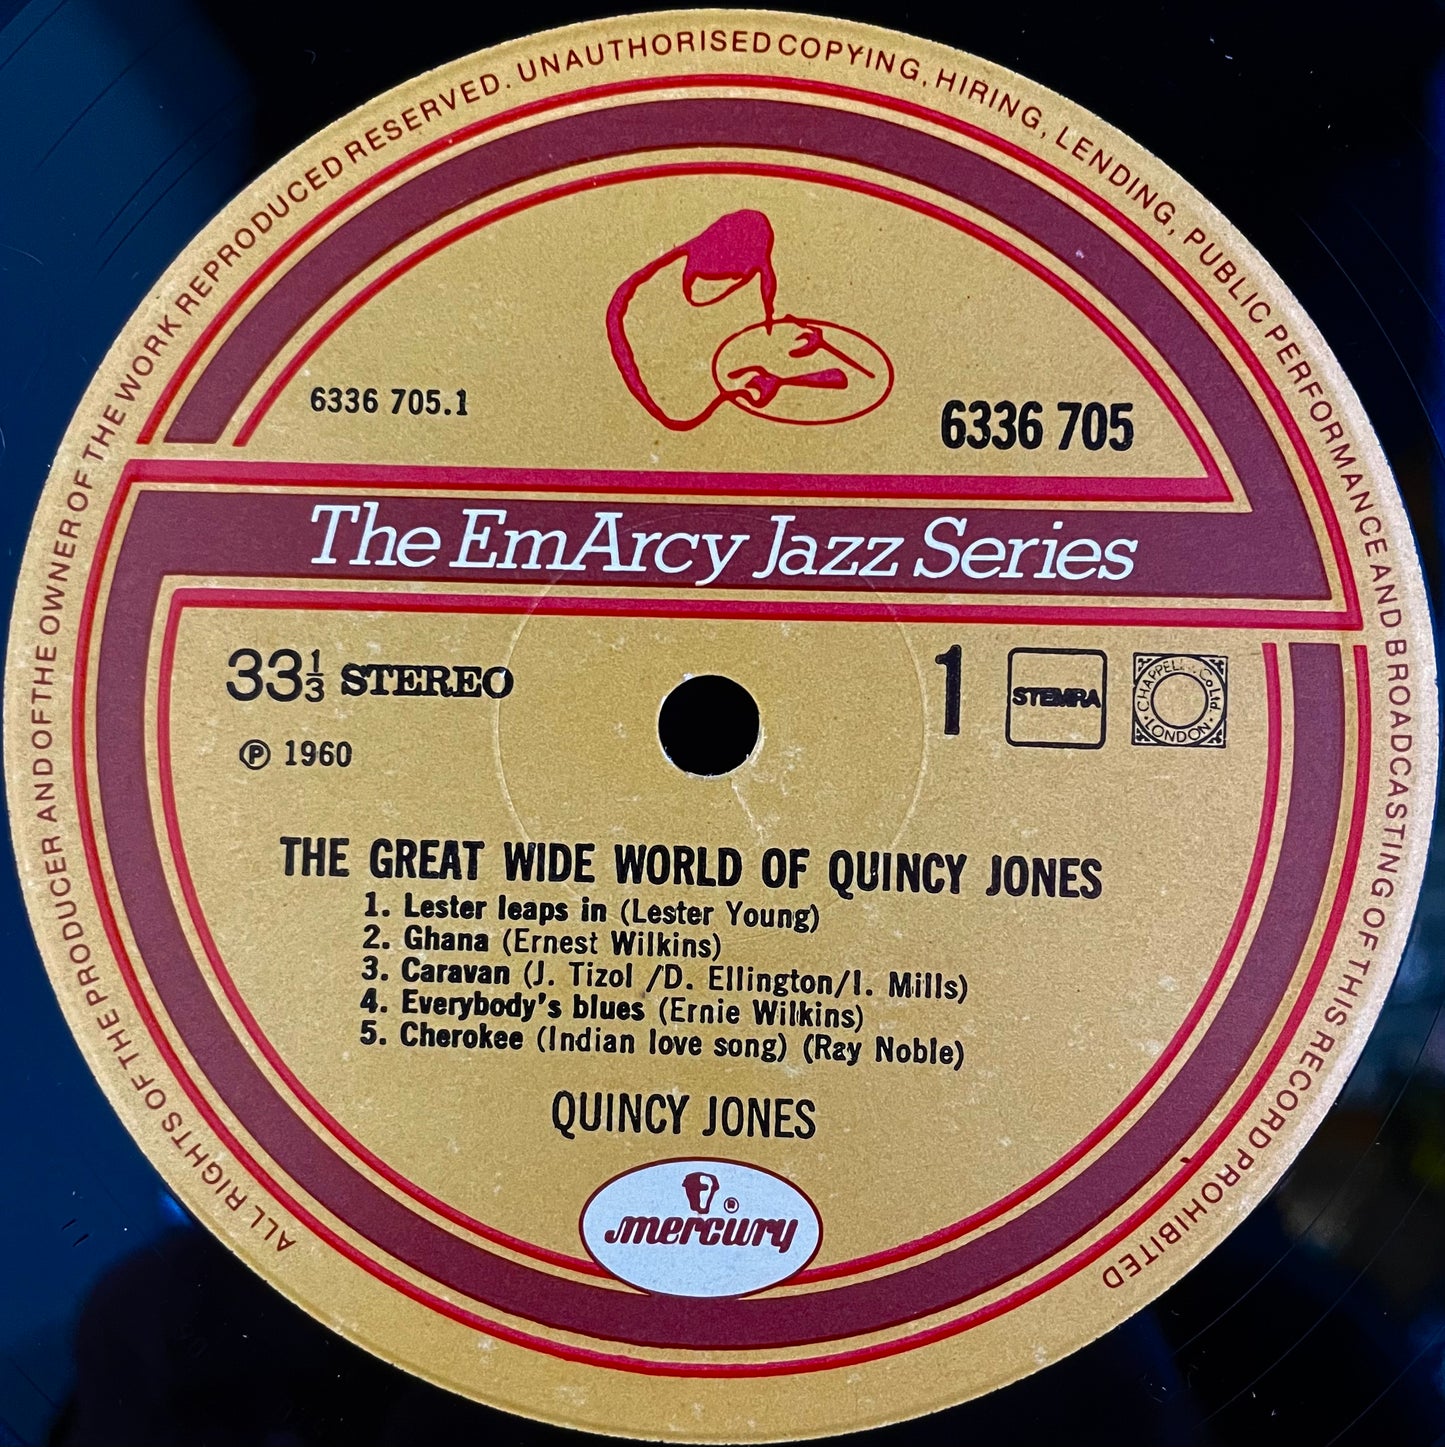 ALL RIGHTS OF THE PRODUCER AND OF THE OWNER OF THE WORK REPRODUCED RESERVED. UNAUTHORISED COPYING, HIRING, LENDING, PUBLIC PERFORMANCE AND BROADCASTING OF THIS RECORD PROHIBITED
6336 705.1
6336 705
The EmArcy Jazz Series
33⅓ STEREO
1
STEMRA
CHAPPELL & Co Ltd. · LONDON ·
℗ 1960
THE GREAT WIDE WORLD OF QUINCY JONES
1. Lester leaps in (Lester Young)
2. Ghana (Ernest Wilkins)
3. Caravan (J. Tizol /D. Ellington/I. Mills)
4. Everybody's blues (Ernie Wilkins)
5. Cherokee (Indian love song) (Ray Noble)
QUINCY JONES
mercury ®